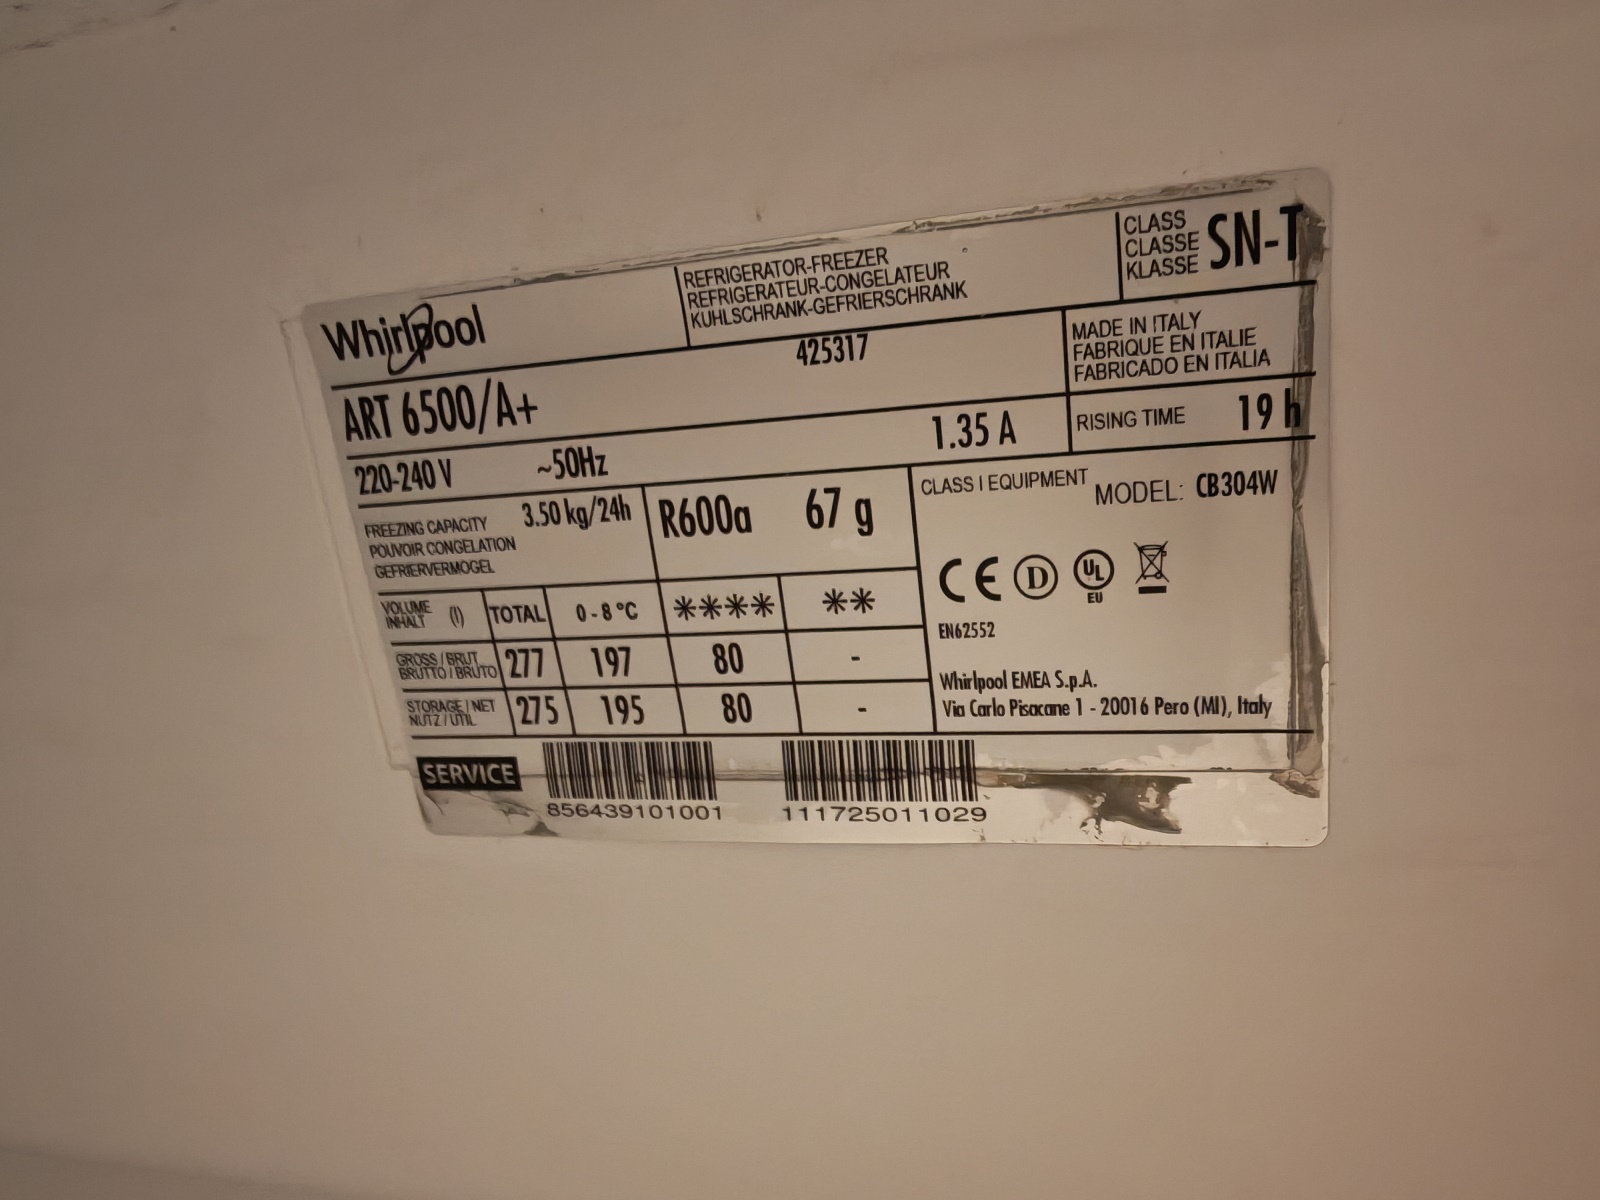 Whirlpool
REFRIGERATOR-FREEZER
REFRIGERATEUR-CONGELATEUR
KUHLSCHRANK-GEFRIERSCHRANK
CLASS
CLASSE
KLASSE
SN-T
425317
ART 6500/A+
MADE IN ITALY
FABRIQUE EN ITALIE
FABRICADO EN ITALIA
220-240 V ~50Hz 1.35 A
RISING TIME 19 h
FREEZING CAPACITY 3.50 kg/24h
POUVOIR CONGELATION
GEFRIERVERMOGEL
R600a 67 g
CLASS I EQUIPMENT MODEL: CB304W
VOLUME
INHALT
(l) TOTAL 0-8°C **** **
GROSS / BRUT
BRUTTO / BRUTO
277 197 80 -
STORAGE / NET
NUTZ / UTIL
275 195 80 -
CE D UL
EU
EN62552
Whirlpool EMEA S.p.A.
Via Carlo Pisacane 1 - 20016 Pero (MI), Italy
SERVICE
856439101001 111725011029